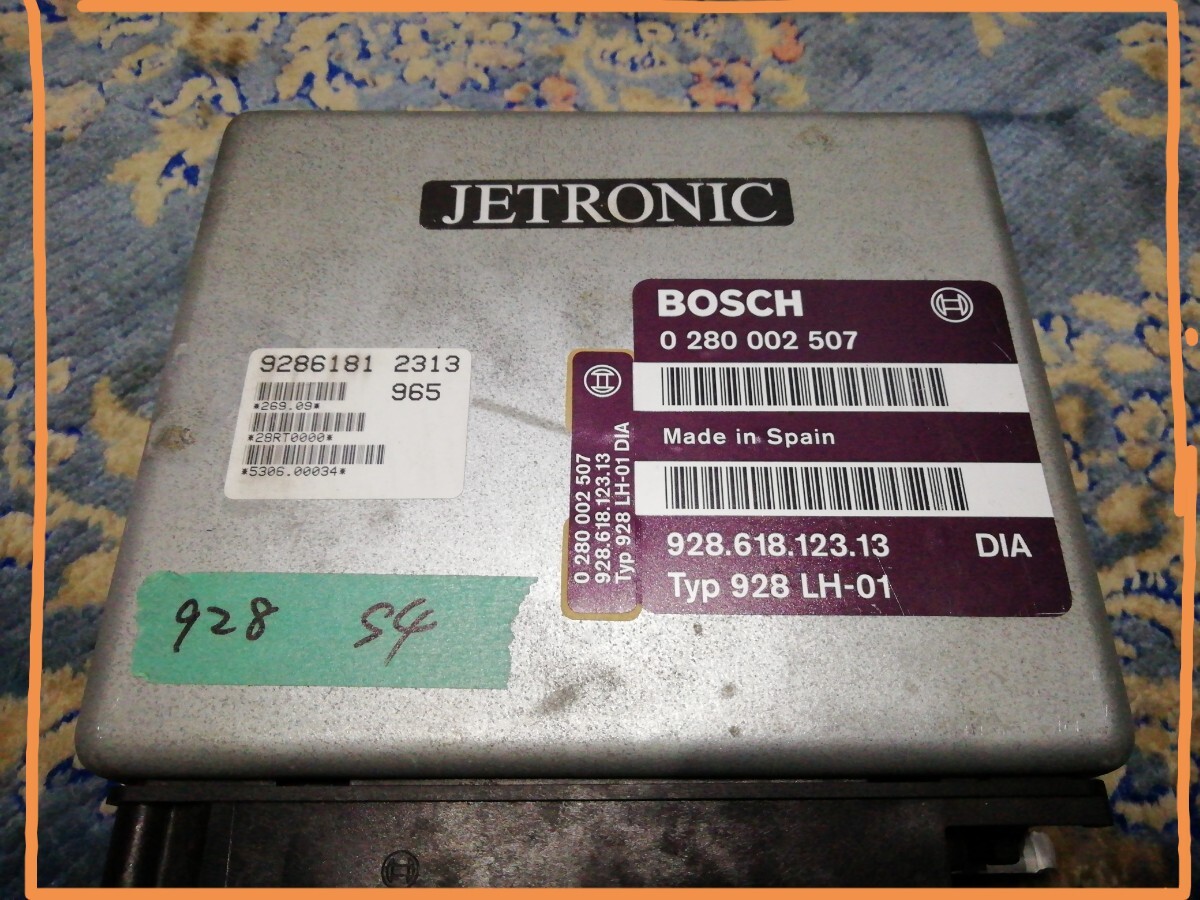 JETRONIC
BOSCH
0 280 002 507
Made in Spain
928.618.123.13 DIA
Typ 928 LH-01
0 280 002 507
928.618.123.13
Typ 928 LH-01 DIA
9286181 2313
965
*269.09*
*28RT0000*
*5306.00034*
928 S4